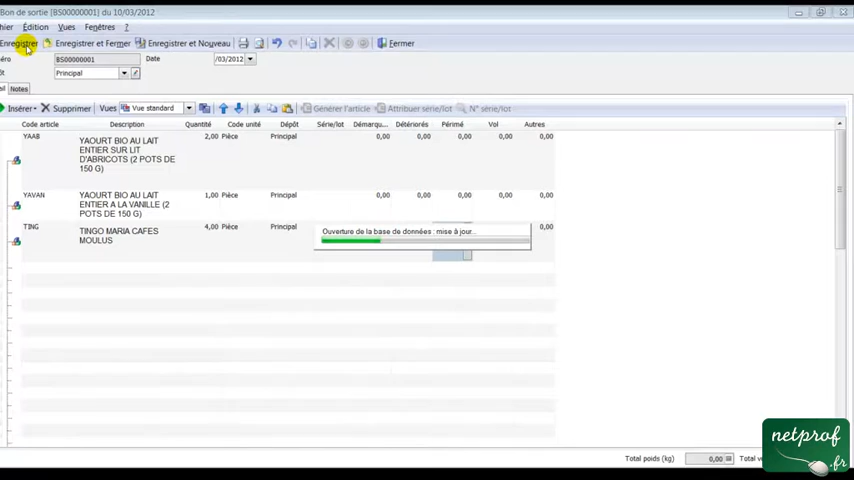 Bon de sortie [BS00000001] du 10/03/2012
hier Édition Vues Fenêtres ?
Enregistrer Enregistrer et Fermer Enregistrer et Nouveau Fermer
éro BS00000001 Date /03/2012
ôt Principal
ail Notes
Insérer Supprimer Vues Vue standard Générer l'article Attribuer série/lot N° série/lot
Code article Description Quantité Code unité Dépôt Série/lot Démarqu... Détériorés Périmé Vol Autres
YAAB YAOURT BIO AU LAIT 2,00 Pièce Principal 0,00 0,00 0,00 0,00 0,00
ENTIER SUR LIT
D'ABRICOTS (2 POTS DE
150 G)
YAVAN YAOURT BIO AU LAIT 1,00 Pièce Principal 0,00 0,00 0,00 0,00 0,00
ENTIER A LA VANILLE (2
POTS DE 150 G)
TING TINGO MARIA CAFES 4,00 Pièce Principal 0,00
MOULUS
Ouverture de la base de données : mise à jour...
Total poids (kg) 0,00 Total v
netprof
.fr